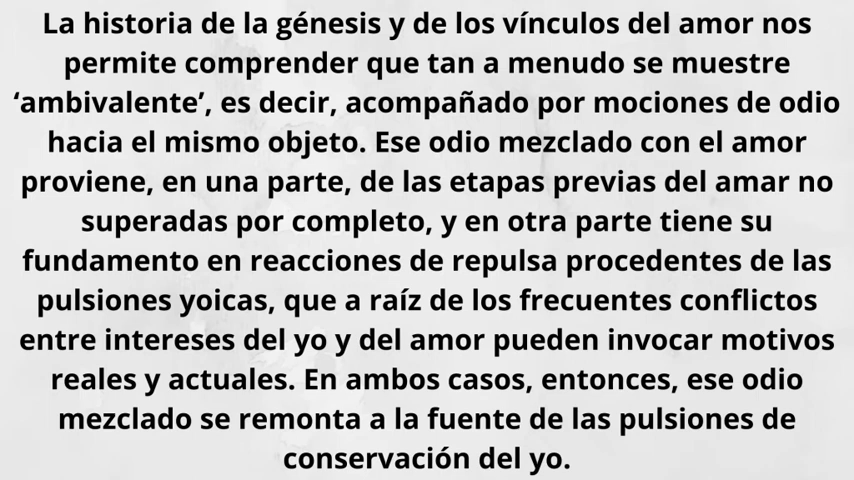 La historia de la génesis y de los vínculos del amor nos
permite comprender que tan a menudo se muestre
‘ambivalente’, es decir, acompañado por mociones de odio
hacia el mismo objeto. Ese odio mezclado con el amor
proviene, en una parte, de las etapas previas del amar no
superadas por completo, y en otra parte tiene su
fundamento en reacciones de repulsa procedentes de las
pulsiones yoicas, que a raíz de los frecuentes conflictos
entre intereses del yo y del amor pueden invocar motivos
reales y actuales. En ambos casos, entonces, ese odio
mezclado se remonta a la fuente de las pulsiones de
conservación del yo.